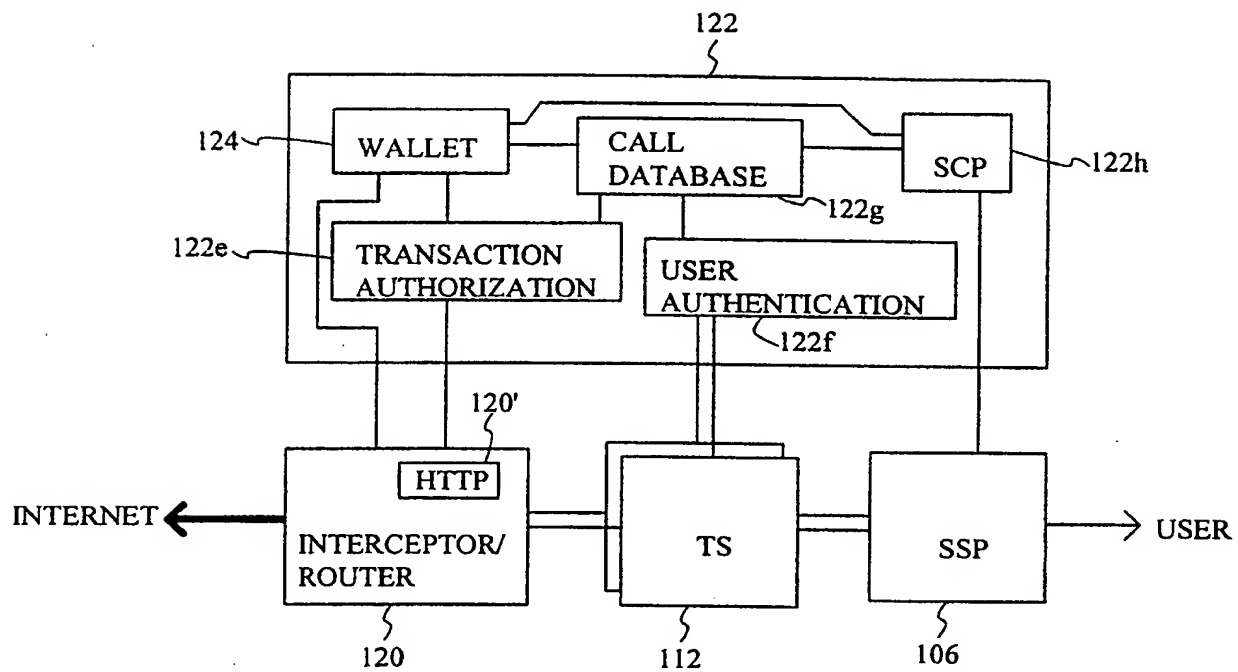 122
124
WALLET
CALL
DATABASE
SCP
122h
122g
122e
TRANSACTION
AUTHORIZATION
USER
AUTHENTICATION
122f
120'
HTTP
INTERNET
INTERCEPTOR/
ROUTER
TS
SSP
USER
120
112
106